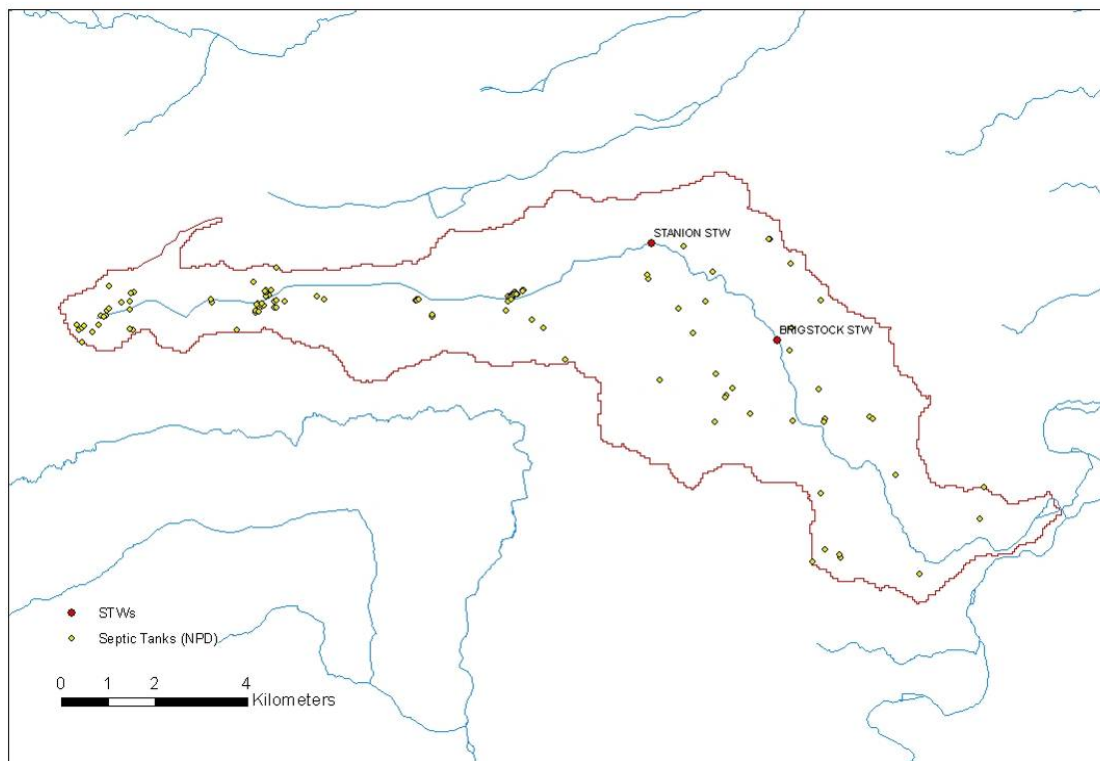 STANION STW
BRIGSTOCK STW
STWs
Septic Tanks (NPD)
0 1 2 4
Kilometers